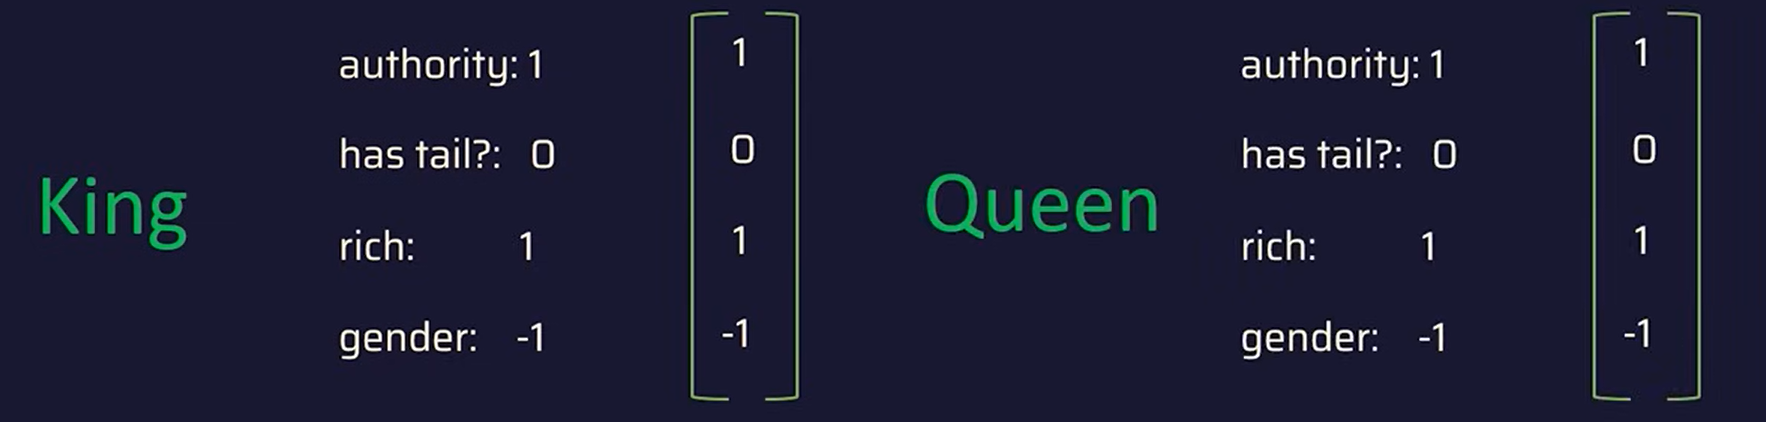 King
authority: 1
has tail?: 0
rich: 1
gender: -1
1
0
1
-1
Queen
authority: 1
has tail?: 0
rich: 1
gender: -1
1
0
1
-1